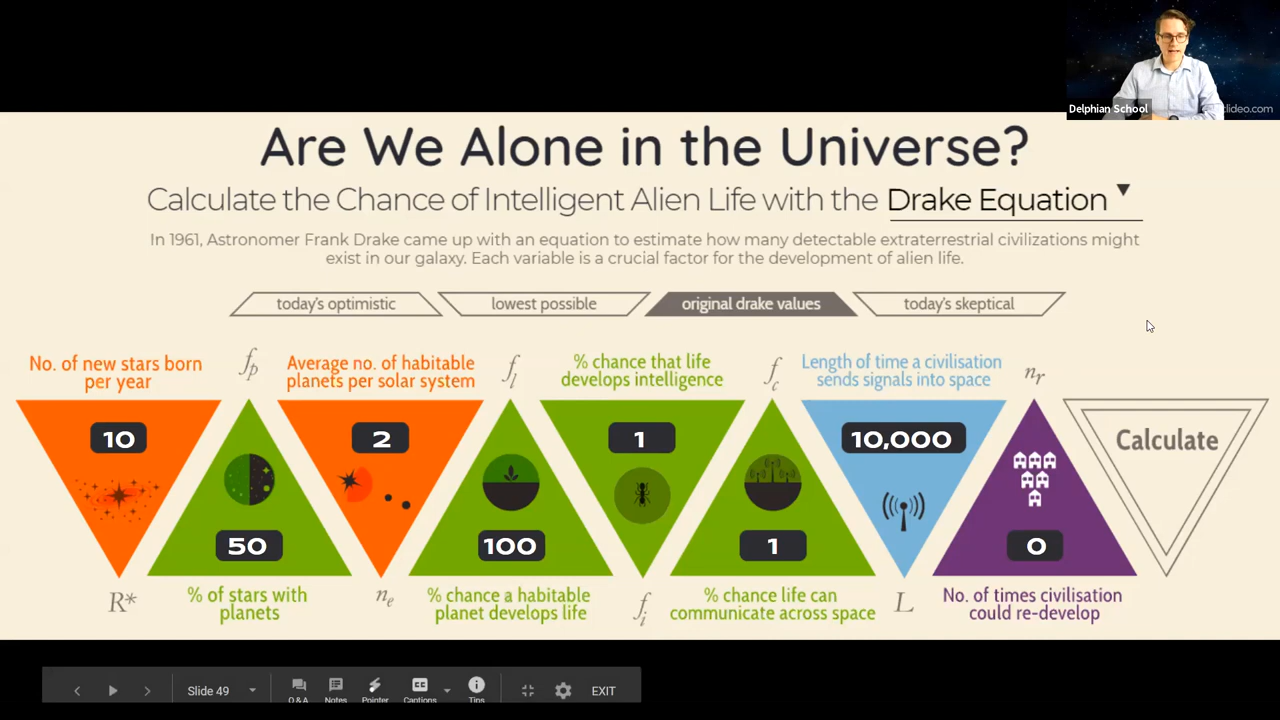 Delphian School
clideo.com
Are We Alone in the Universe?
Calculate the Chance of Intelligent Alien Life with the Drake Equation ▼
In 1961, Astronomer Frank Drake came up with an equation to estimate how many detectable extraterrestrial civilizations might
exist in our galaxy. Each variable is a crucial factor for the development of alien life.
today's optimistic
lowest possible
original drake values
today's skeptical
No. of new stars born
per year
10
R*
fp
50
% of stars with
planets
Average no. of habitable
planets per solar system
2
ne
fl
100
% chance a habitable
planet develops life
% chance that life
develops intelligence
1
fi
fc
1
% chance life can
communicate across space
Length of time a civilisation
sends signals into space
10,000
L
nr
0
No. of times civilisation
could re-develop
Calculate
Slide 49
Q & A
Notes
Pointer
Captions
Tips
EXIT